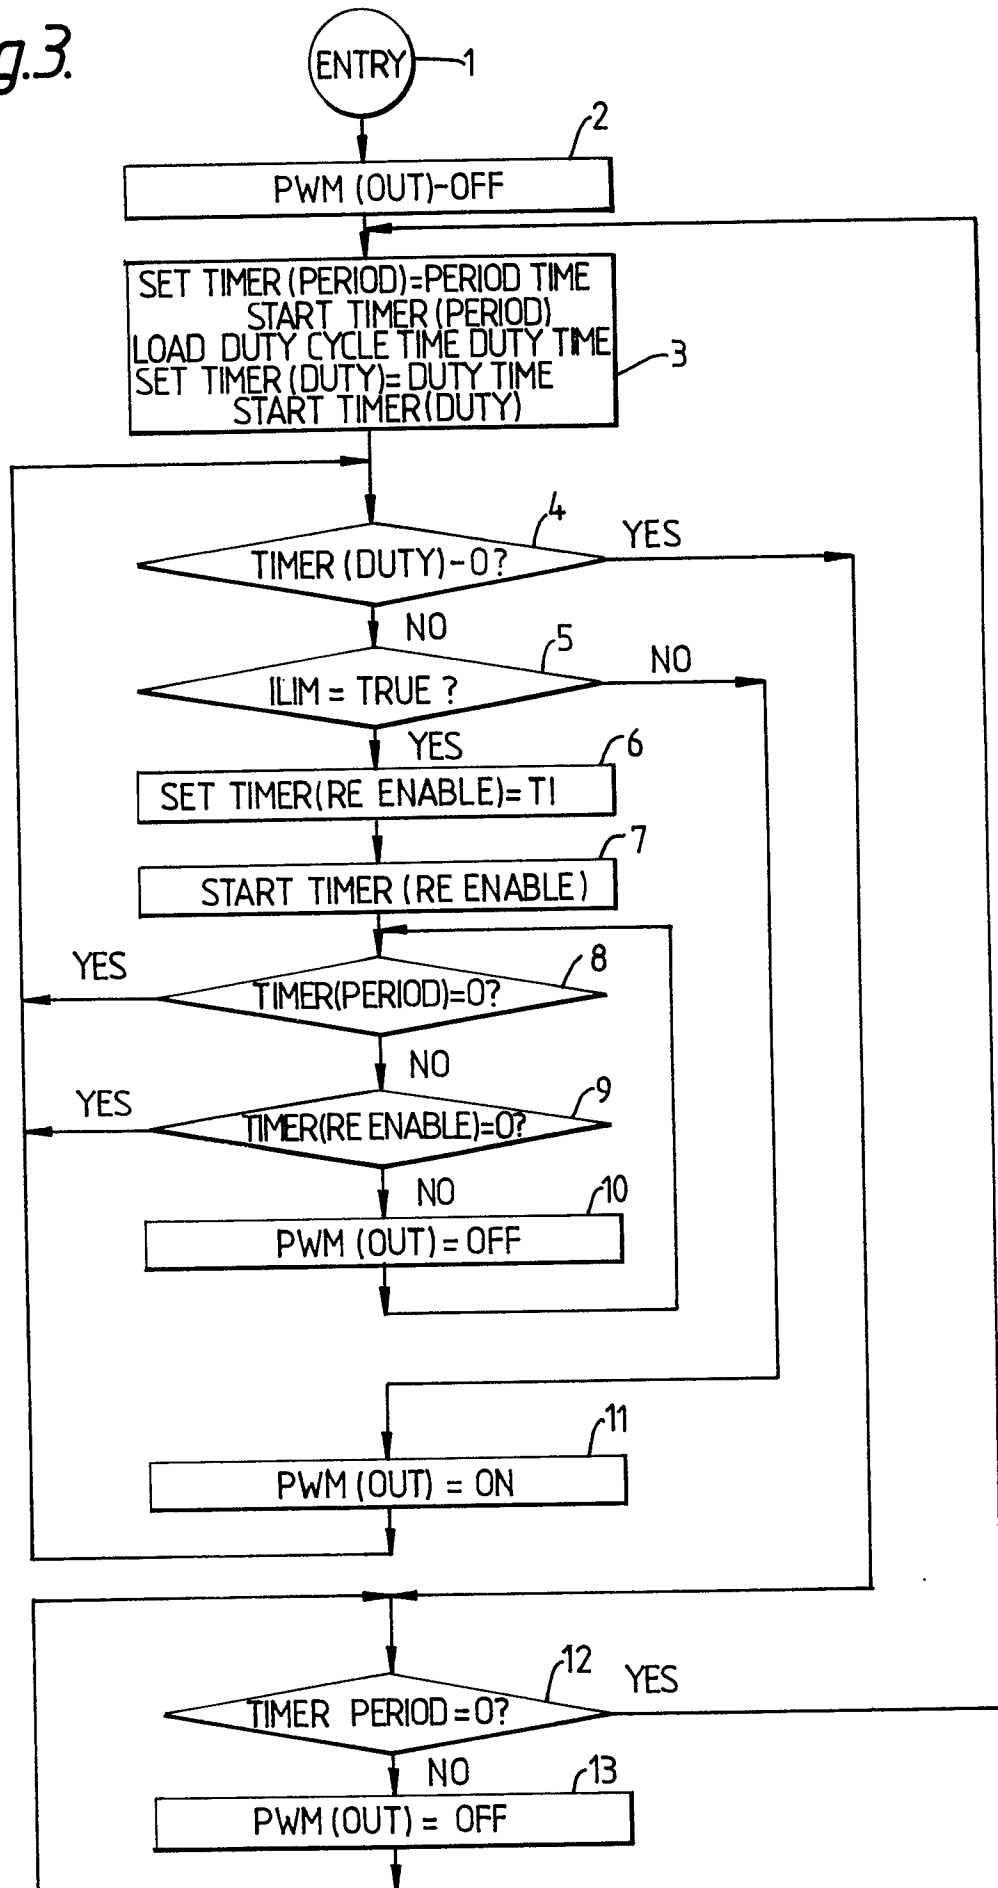 g.3.
ENTRY 1
2
PWM (OUT)-OFF
SET TIMER (PERIOD)=PERIOD TIME
START TIMER (PERIOD)
LOAD DUTY CYCLE TIME DUTY TIME
3
SET TIMER (DUTY)= DUTY TIME
START TIMER(DUTY)
4
YES
TIMER (DUTY)-0?
NO
5
NO
ILIM = TRUE ?
YES
6
SET TIMER(RE ENABLE)= T1
7
START TIMER (RE ENABLE)
YES
8
TIMER(PERIOD)=0?
NO
YES
9
TIMER(RE ENABLE)=0?
NO
10
PWM (OUT) = OFF
11
PWM (OUT) = ON
12
YES
TIMER PERIOD=0?
NO
13
PWM (OUT) = OFF